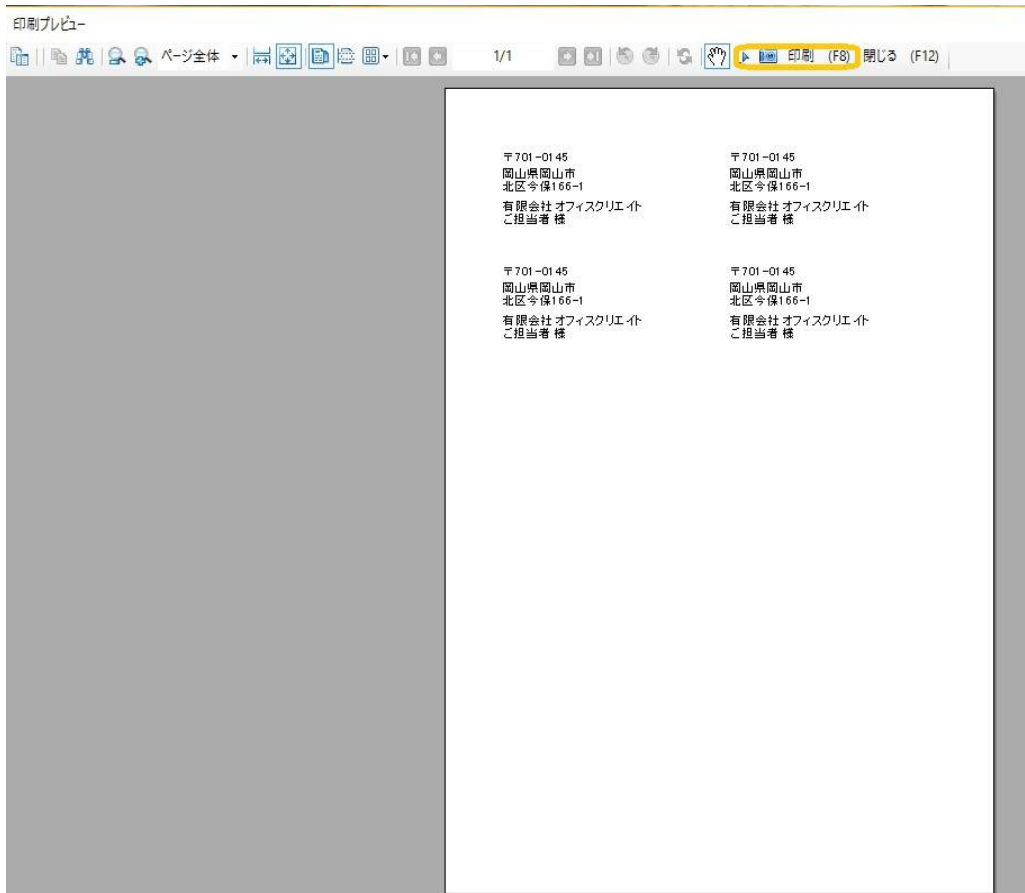 印刷プレビュー
ページ全体 1/1 印刷 (F8) 閉じる (F12)
〒701-0145
岡山県岡山市
北区今保166-1
有限会社 オフィスクリエイト
ご担当者 様
〒701-0145
岡山県岡山市
北区今保166-1
有限会社 オフィスクリエイト
ご担当者 様
〒701-0145
岡山県岡山市
北区今保166-1
有限会社 オフィスクリエイト
ご担当者 様
〒701-0145
岡山県岡山市
北区今保166-1
有限会社 オフィスクリエイト
ご担当者 様